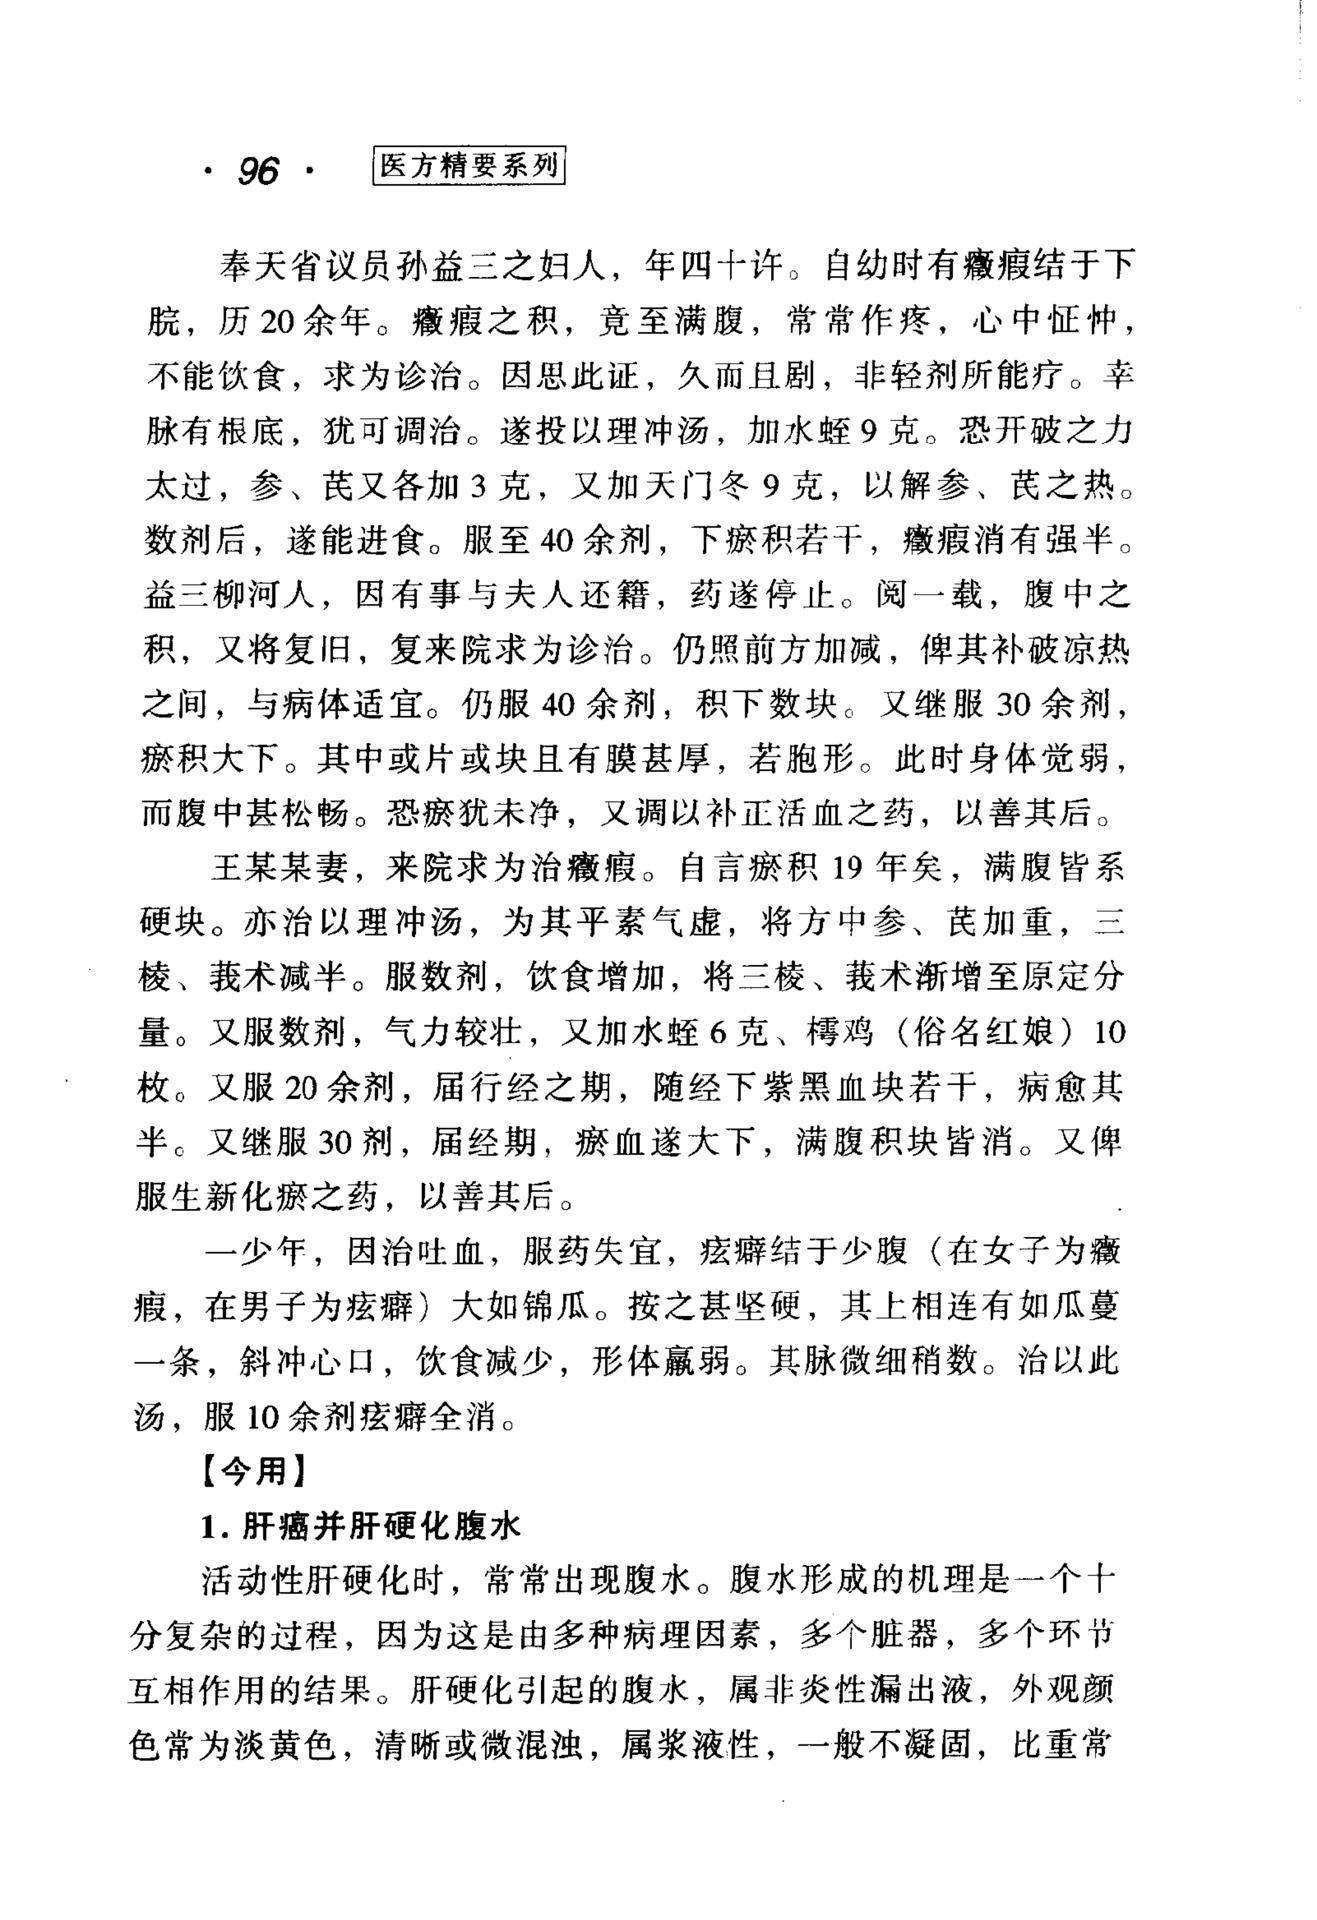 · 96 · 医方精要系列
奉天省议员孙益三之妇人，年四十许。自幼时有癥瘕结于下
脘，历 20 余年。癥瘕之积，竟至满腹，常常作疼，心中怔忡，
不能饮食，求为诊治。因思此证，久而且剧，非轻剂所能疗。幸
脉有根底，犹可调治。遂投以理冲汤，加水蛭 9 克。恐开破之力
太过，参、芪又各加 3 克，又加天门冬 9 克，以解参、芪之热。
数剂后，遂能进食。服至 40 余剂，下瘀积若干，癥瘕消有强半。
益三柳河人，因有事与夫人还籍，药遂停止。阅一载，腹中之
积，又将复旧，复来院求为诊治。仍照前方加减，俾其补破凉热
之间，与病体适宜。仍服 40 余剂，积下数块。又继服 30 余剂，
瘀积大下。其中或片或块且有膜甚厚，若胞形。此时身体觉弱，
而腹中甚松畅。恐瘀犹未净，又调以补正活血之药，以善其后。
王某某妻，来院求为治癥瘕。自言瘀积 19 年矣，满腹皆系
硬块。亦治以理冲汤，为其平素气虚，将方中参、芪加重，三
棱、莪术减半。服数剂，饮食增加，将三棱、莪术渐增至原定分
量。又服数剂，气力较壮，又加水蛭 6 克、樗鸡（俗名红娘）10
枚。又服 20 余剂，届行经之期，随经下紫黑血块若干，病愈其
半。又继服 30 剂，届经期，瘀血遂大下，满腹积块皆消。又俾
服生新化瘀之药，以善其后。
一少年，因治吐血，服药失宜，痃癖结于少腹（在女子为癥
瘕，在男子为痃癖）大如锦瓜。按之甚坚硬，其上相连有如瓜蔓
一条，斜冲心口，饮食减少，形体羸弱。其脉微细稍数。治以此
汤，服 10 余剂痃癖全消。
【今用】
1. 肝癌并肝硬化腹水
活动性肝硬化时，常常出现腹水。腹水形成的机理是一个十
分复杂的过程，因为这是由多种病理因素，多个脏器，多个环节
互相作用的结果。肝硬化引起的腹水，属非炎性漏出液，外观颜
色常为淡黄色，清晰或微混浊，属浆液性，一般不凝固，比重常